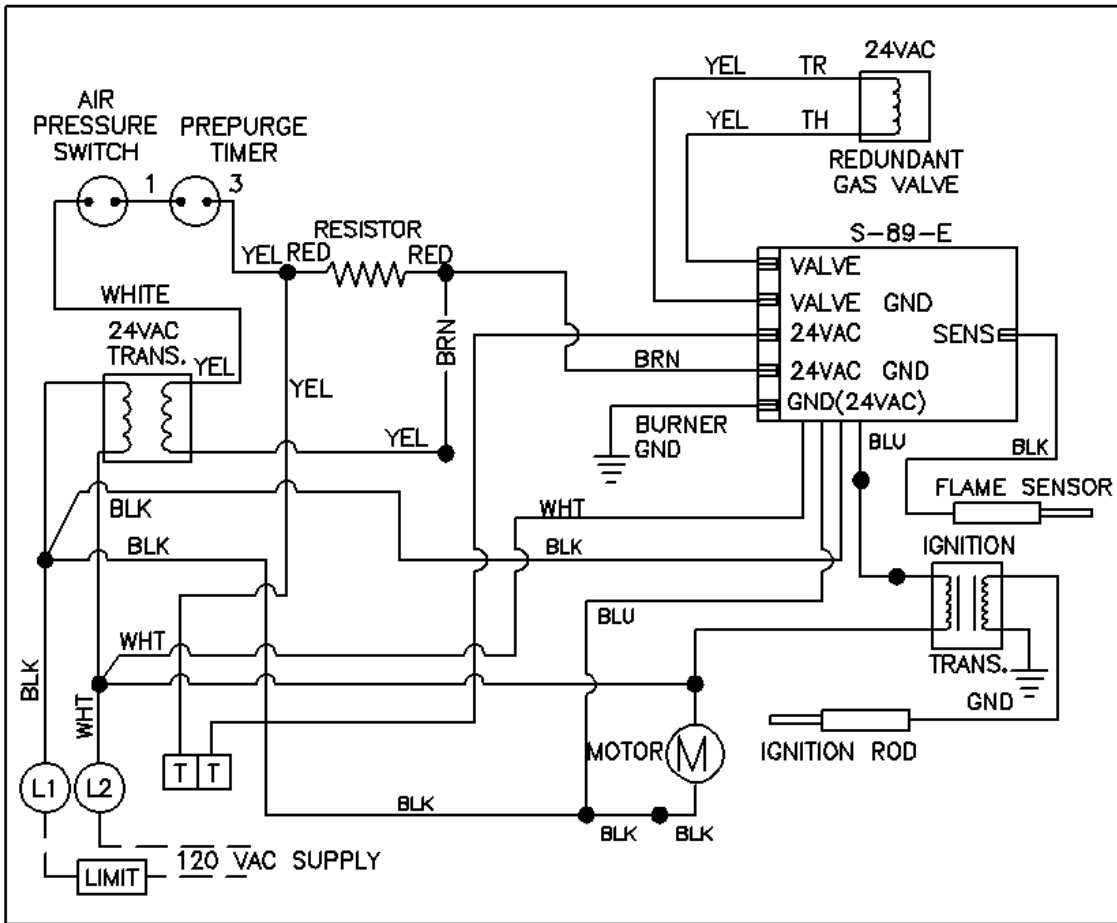 24VAC
YEL TR
YEL TH
REDUNDANT
GAS VALVE
AIR
PRESSURE
SWITCH
PREPURGE
TIMER
1
3
RESISTOR
YEL
RED
RED
S-89-E
VALVE
VALVE GND
24VAC
24VAC GND
GND(24VAC)
SENS
WHITE
24VAC
TRANS.
YEL
YEL
YEL
BRN
BRN
BURNER
GND
BLU
BLK
FLAME SENSOR
BLK
BLK
WHT
BLK
IGNITION
TRANS.
GND
BLU
WHT
BLK
WHT
IGNITION ROD
MOTOR
M
L1
L2
T
T
BLK
BLK
BLK
120 VAC SUPPLY
LIMIT